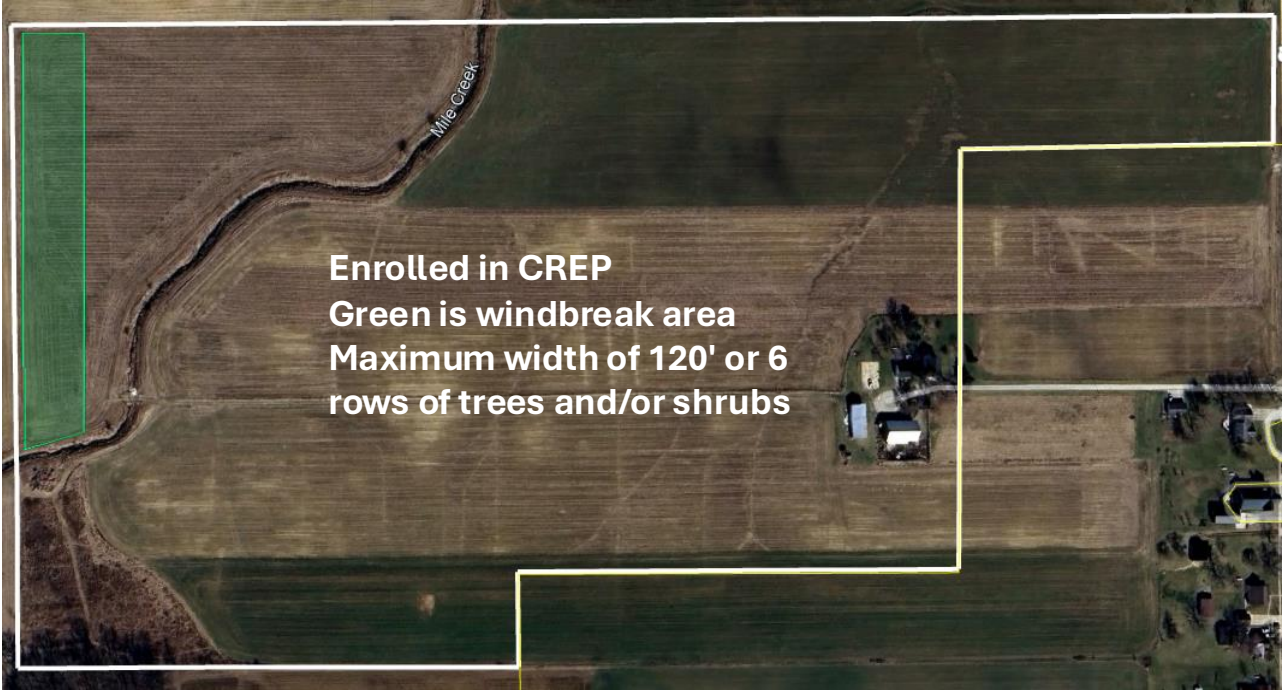 Mile Creek
Enrolled in CREP
Green is windbreak area
Maximum width of 120' or 6
rows of trees and/or shrubs